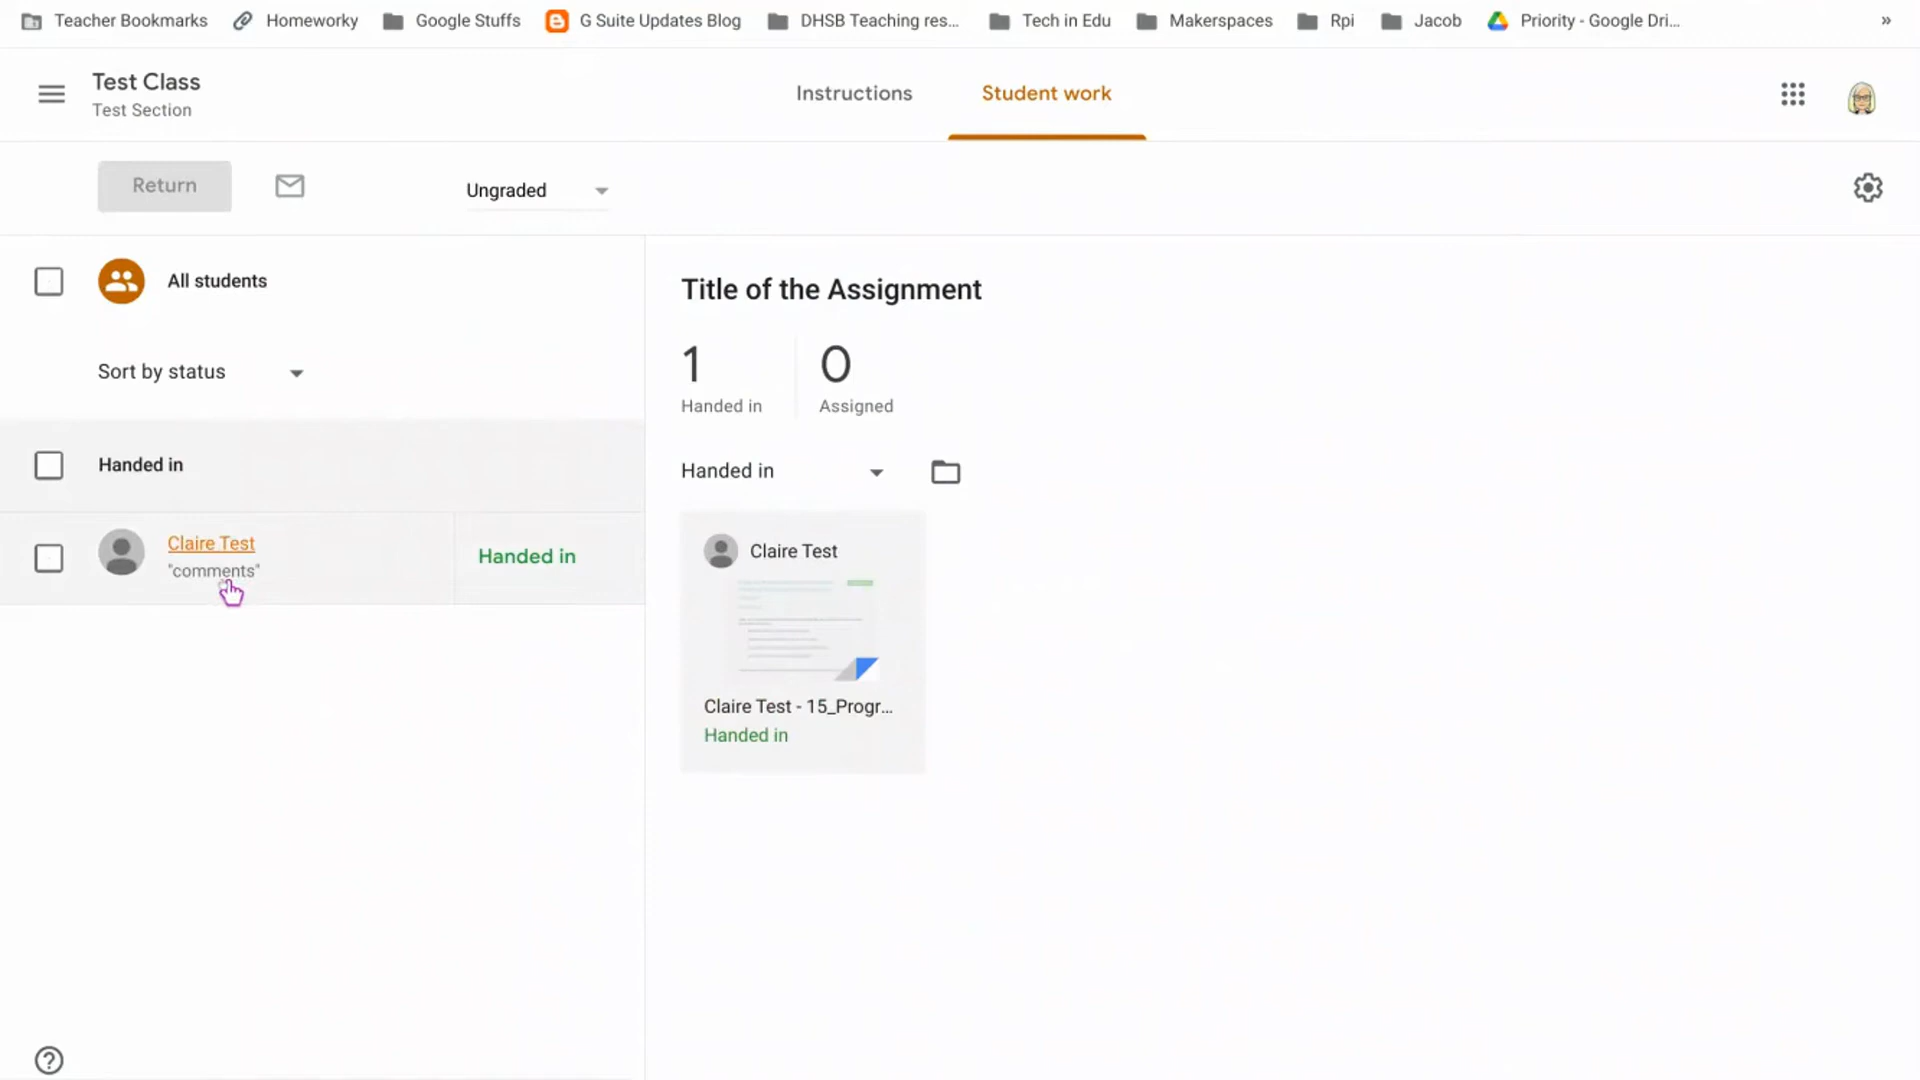 Teacher Bookmarks Homeworky Google Stuffs G Suite Updates Blog DHSB Teaching res... Tech in Edu Makerspaces Rpi Jacob Priority - Google Dri... »
Test Class
Test Section
Instructions
Student work
Return
Ungraded
All students
Sort by status
Handed in
Claire Test
"comments"
Handed in
Title of the Assignment
1
0
Handed in
Assigned
Handed in
Claire Test
Claire Test - 15_Progr...
Handed in